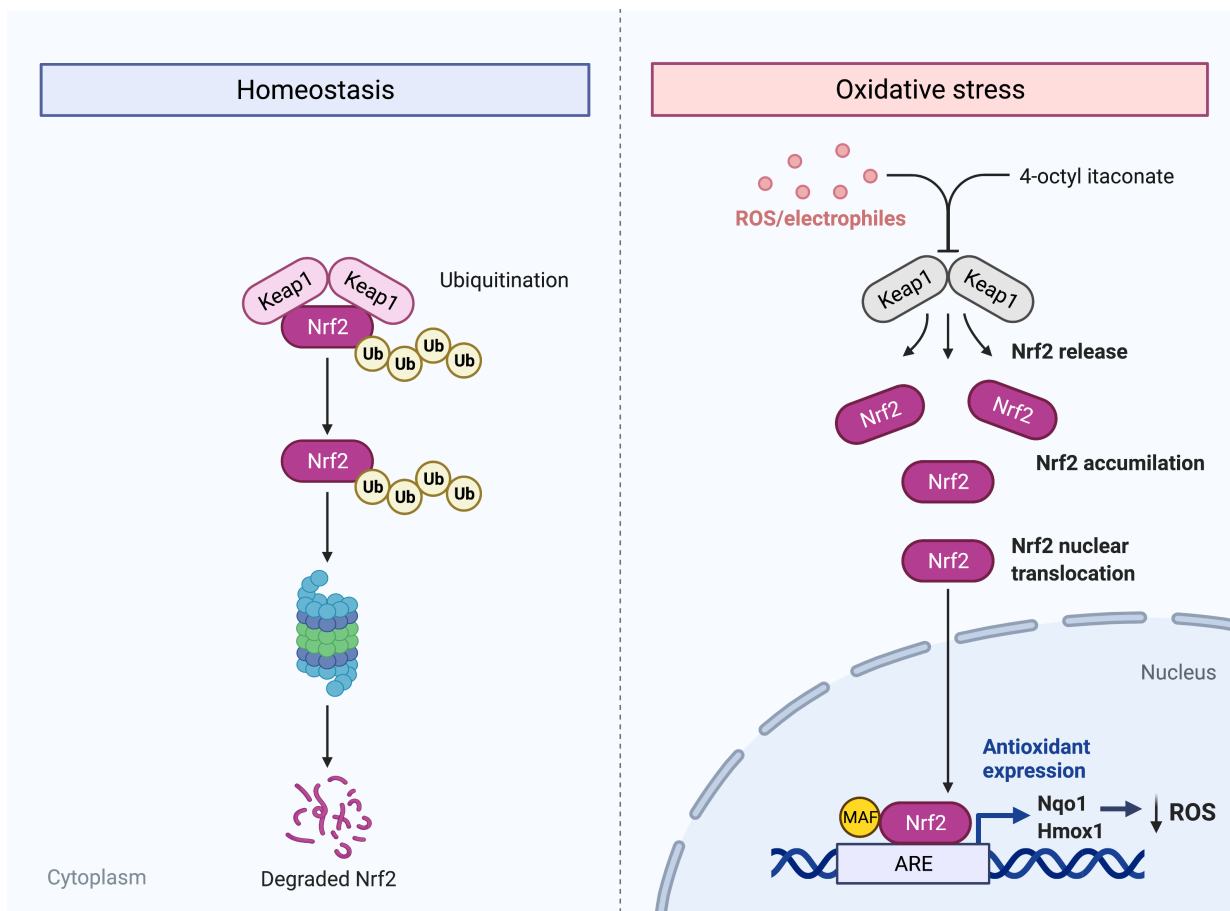 Homeostasis
Keap1
Keap1
Ubiquitination
Nrf2
Ub
Ub
Ub
Ub
Nrf2
Ub
Ub
Ub
Ub
Degraded Nrf2
Cytoplasm
Oxidative stress
ROS/electrophiles
4-octyl itaconate
Keap1
Keap1
Nrf2 release
Nrf2
Nrf2
Nrf2 accumilation
Nrf2
Nrf2
Nrf2 nuclear
translocation
Nucleus
Antioxidant
expression
MAF
Nrf2
Nqo1
Hmox1
ROS
ARE